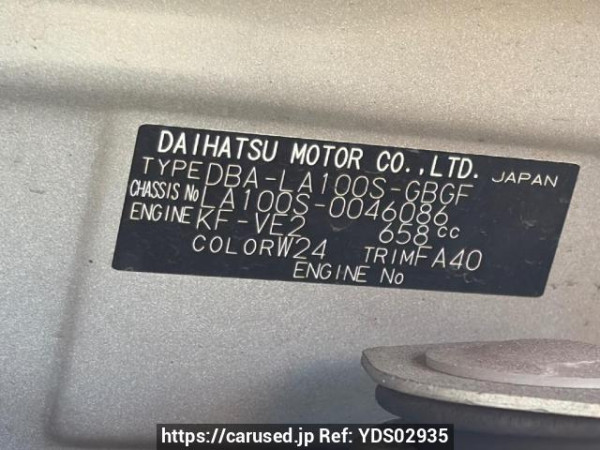 DAIHATSU MOTOR CO.,LTD. JAPAN
TYPE DBA-LA100S-GBGF
CHASSIS No LA100S-0046086
ENGINE KF-VE2 658cc
COLOR W24 TRIM FA40
ENGINE No
https://carused.jp Ref: YDS02935